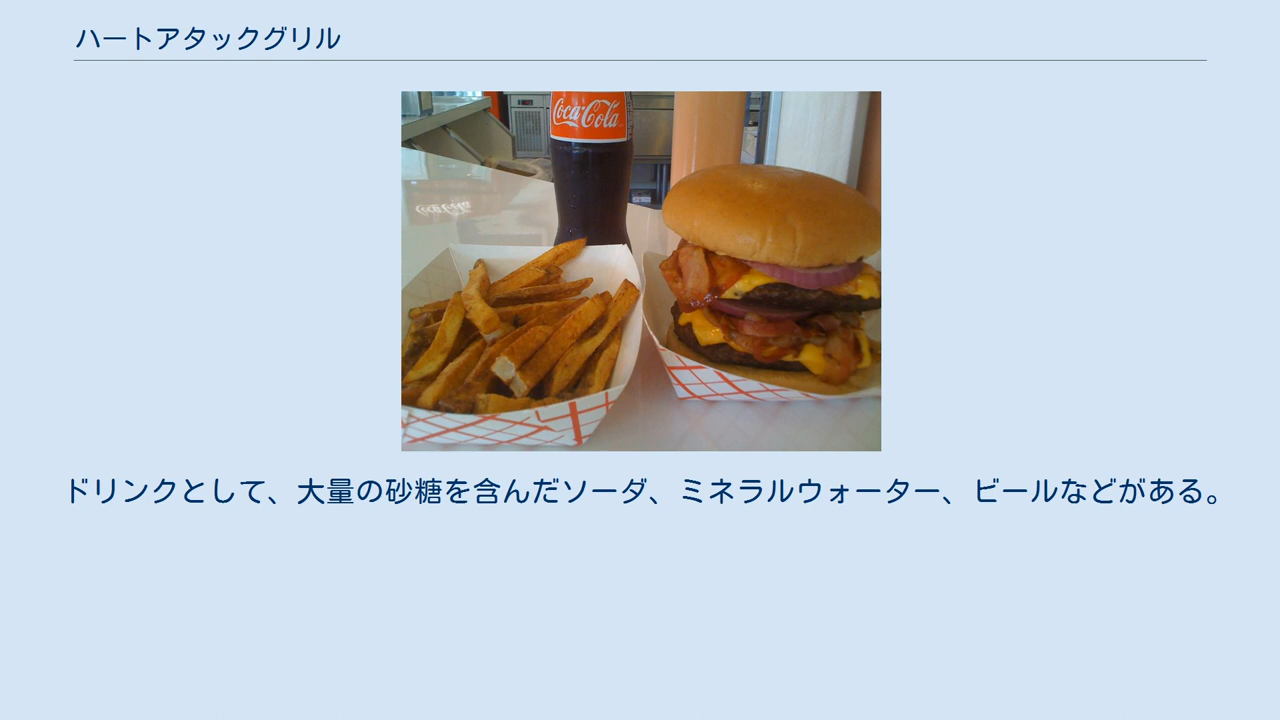 ハートアタックグリル
Coca-Cola
ドリンクとして、大量の砂糖を含んだソーダ、ミネラルウォーター、ビールなどがある。